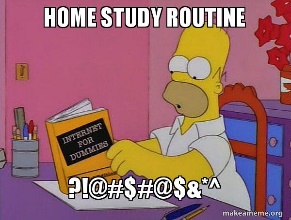 HOME STUDY ROUTINE
INTERNET
FOR
DUMMIES
?!@#$#@$&*^
makeameme.org